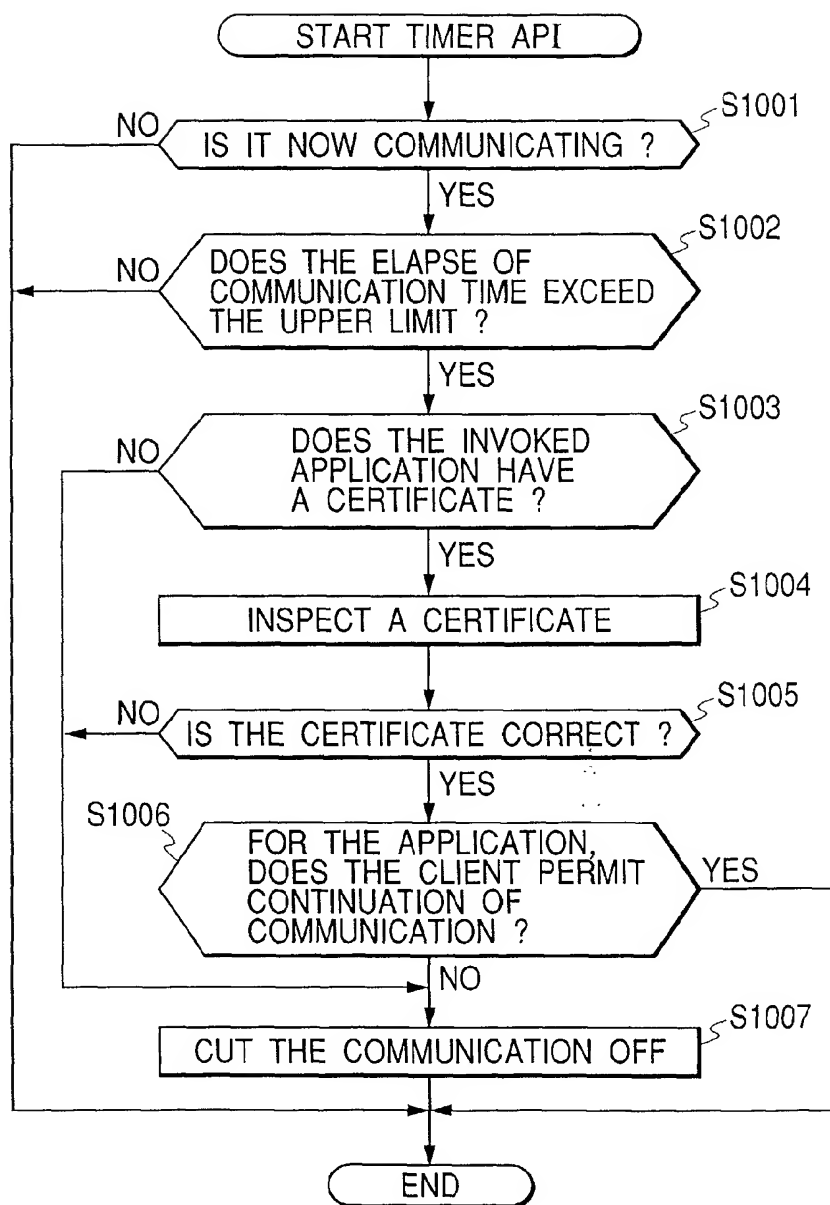 START TIMER API
S1001
NO
IS IT NOW COMMUNICATING ?
YES
S1002
NO
DOES THE ELAPSE OF
COMMUNICATION TIME EXCEED
THE UPPER LIMIT ?
YES
S1003
NO
DOES THE INVOKED
APPLICATION HAVE
A CERTIFICATE ?
YES
S1004
INSPECT A CERTIFICATE
S1005
NO
IS THE CERTIFICATE CORRECT ?
YES
S1006
FOR THE APPLICATION,
DOES THE CLIENT PERMIT
CONTINUATION OF
COMMUNICATION ?
YES
NO
S1007
CUT THE COMMUNICATION OFF
END